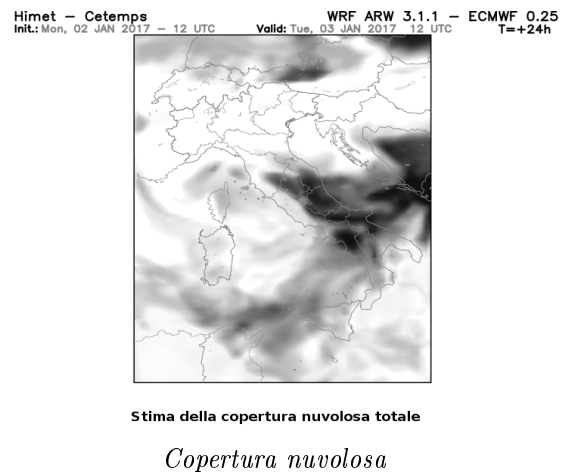 Himet – Cetemps WRF ARW 3.1.1 – ECMWF 0.25
Init.: Mon, 02 JAN 2017 – 12 UTC Valid: Tue, 03 JAN 2017 12 UTC T=+24h
Stima della copertura nuvolosa totale
Copertura nuvolosa